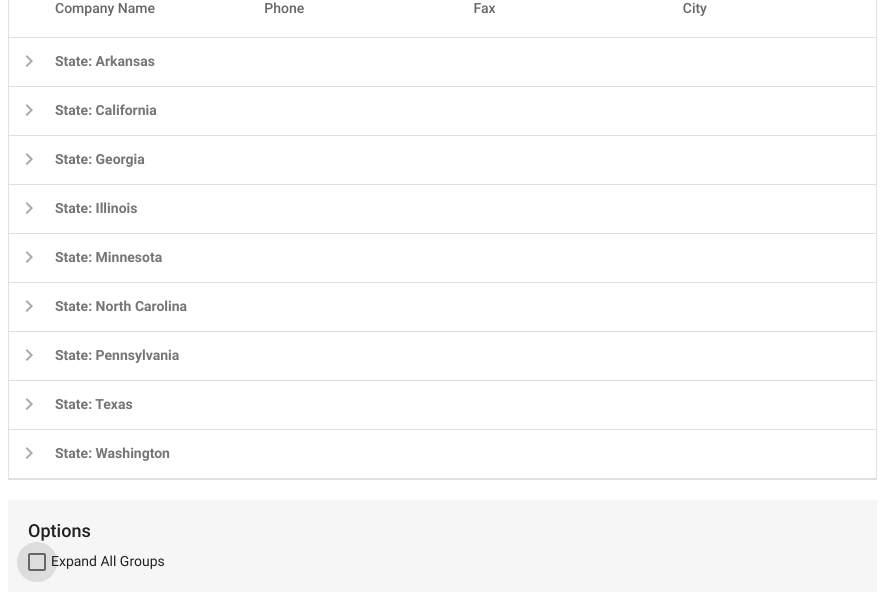 Company Name Phone Fax City
State: Arkansas
State: California
State: Georgia
State: Illinois
State: Minnesota
State: North Carolina
State: Pennsylvania
State: Texas
State: Washington
Options
Expand All Groups